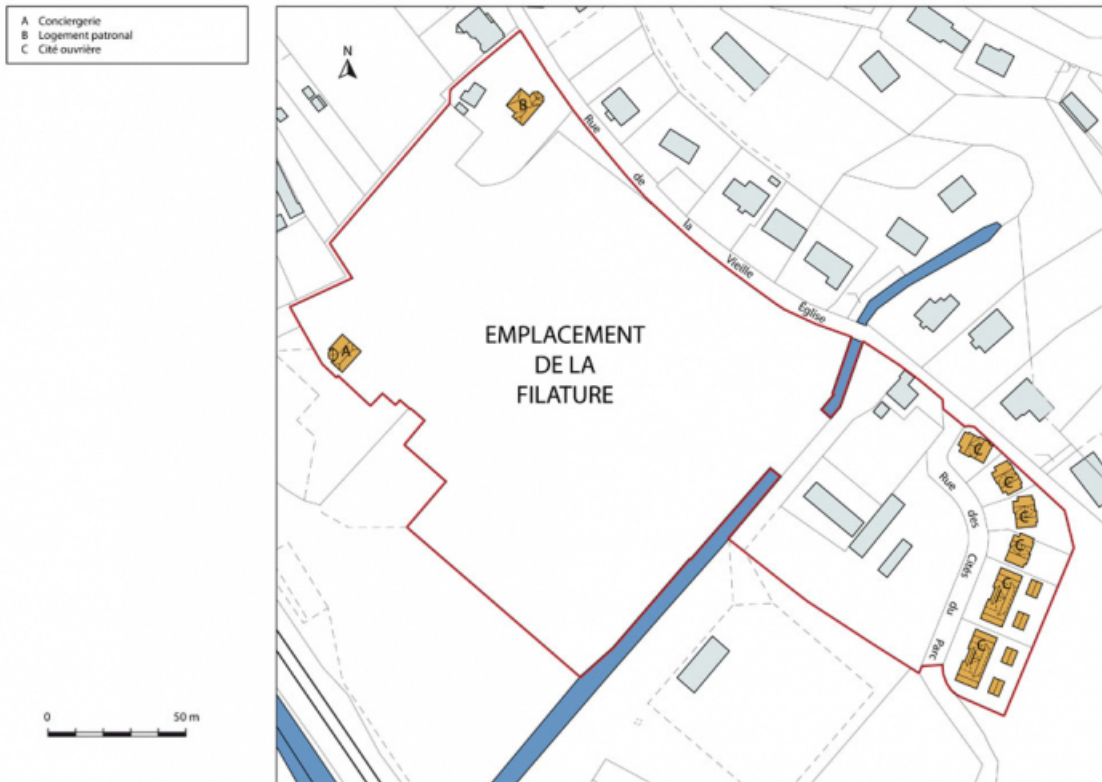 A Conciergerie
B Logement patronal
C Cité ouvrière
N
B
Rue de la Vieille Église
A
EMPLACEMENT
DE LA
FILATURE
C
C
C
C
C
C
Rue des Cités du Parc
0 50 m